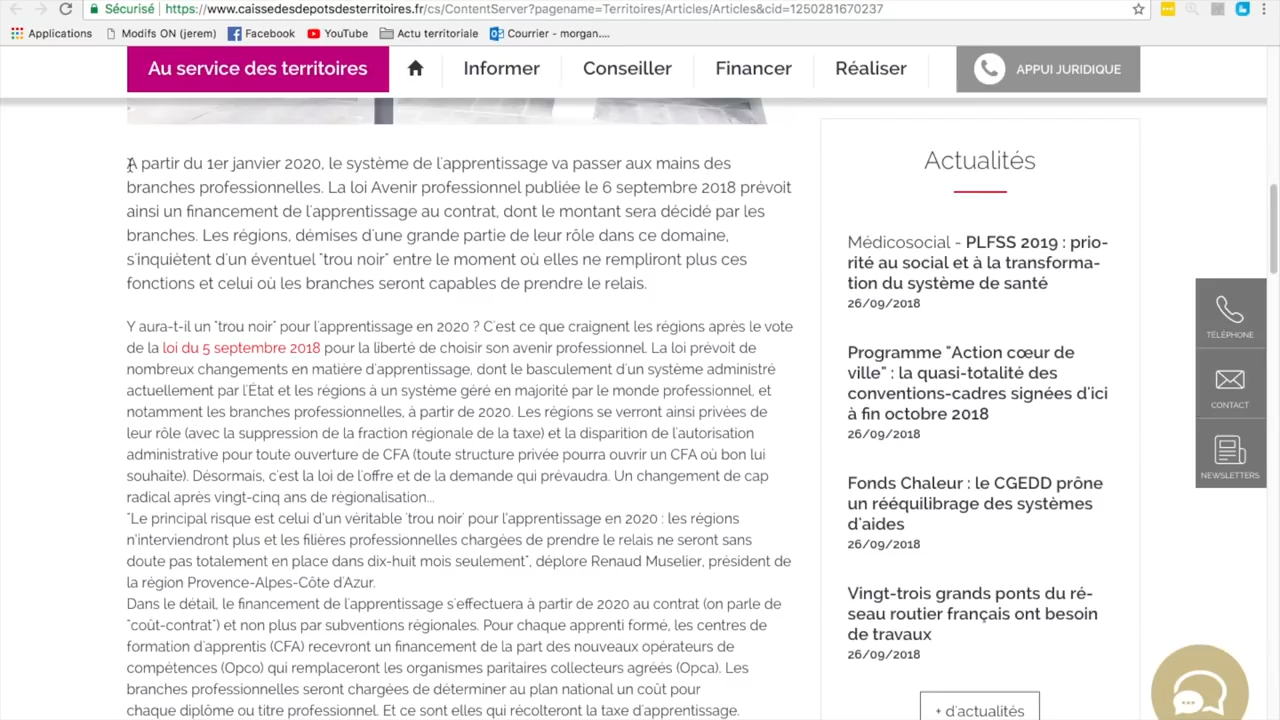 Sécurisé https://www.caissedesdepotsdesterritoires.fr/cs/ContentServer?pagename=Territoires/Articles/Articles&cid=1250281670237
Applications Modifs ON (jerem) Facebook YouTube Actu territoriale Courrier - morgan....
Au service des territoires Informer Conseiller Financer Réaliser APPUI JURIDIQUE
A partir du 1er janvier 2020, le système de l'apprentissage va passer aux mains des
branches professionnelles. La loi Avenir professionnel publiée le 6 septembre 2018 prévoit
ainsi un financement de l'apprentissage au contrat, dont le montant sera décidé par les
branches. Les régions, démises d'une grande partie de leur rôle dans ce domaine,
s'inquiètent d'un éventuel "trou noir" entre le moment où elles ne rempliront plus ces
fonctions et celui où les branches seront capables de prendre le relais.
Y aura-t-il un "trou noir" pour l'apprentissage en 2020 ? C'est ce que craignent les régions après le vote
de la loi du 5 septembre 2018 pour la liberté de choisir son avenir professionnel. La loi prévoit de
nombreux changements en matière d'apprentissage, dont le basculement d'un système administré
actuellement par l'État et les régions à un système géré en majorité par le monde professionnel, et
notamment les branches professionnelles, à partir de 2020. Les régions se verront ainsi privées de
leur rôle (avec la suppression de la fraction régionale de la taxe) et la disparition de l'autorisation
administrative pour toute ouverture de CFA (toute structure privée pourra ouvrir un CFA où bon lui
souhaite). Désormais, c'est la loi de l'offre et de la demande qui prévaudra. Un changement de cap
radical après vingt-cinq ans de régionalisation...
"Le principal risque est celui d'un véritable 'trou noir' pour l'apprentissage en 2020 : les régions
n'interviendront plus et les filières professionnelles chargées de prendre le relais ne seront sans
doute pas totalement en place dans dix-huit mois seulement", déplore Renaud Muselier, président de
la région Provence-Alpes-Côte d'Azur.
Dans le détail, le financement de l'apprentissage s'effectuera à partir de 2020 au contrat (on parle de
"coût-contrat") et non plus par subventions régionales. Pour chaque apprenti formé, les centres de
formation d'apprentis (CFA) recevront un financement de la part des nouveaux opérateurs de
compétences (Opco) qui remplaceront les organismes paritaires collecteurs agréés (Opca). Les
branches professionnelles seront chargées de déterminer au plan national un coût pour
chaque diplôme ou titre professionnel. Et ce sont elles qui récolteront la taxe d'apprentissage.
Actualités
Médicosocial - PLFSS 2019 : prio-
rité au social et à la transforma-
tion du système de santé
26/09/2018
Programme "Action cœur de
ville" : la quasi-totalité des
conventions-cadres signées d'ici
à fin octobre 2018
26/09/2018
Fonds Chaleur : le CGEDD prône
un rééquilibrage des systèmes
d'aides
26/09/2018
Vingt-trois grands ponts du ré-
seau routier français ont besoin
de travaux
26/09/2018
+ d'actualités
TÉLÉPHONE
CONTACT
NEWSLETTERS